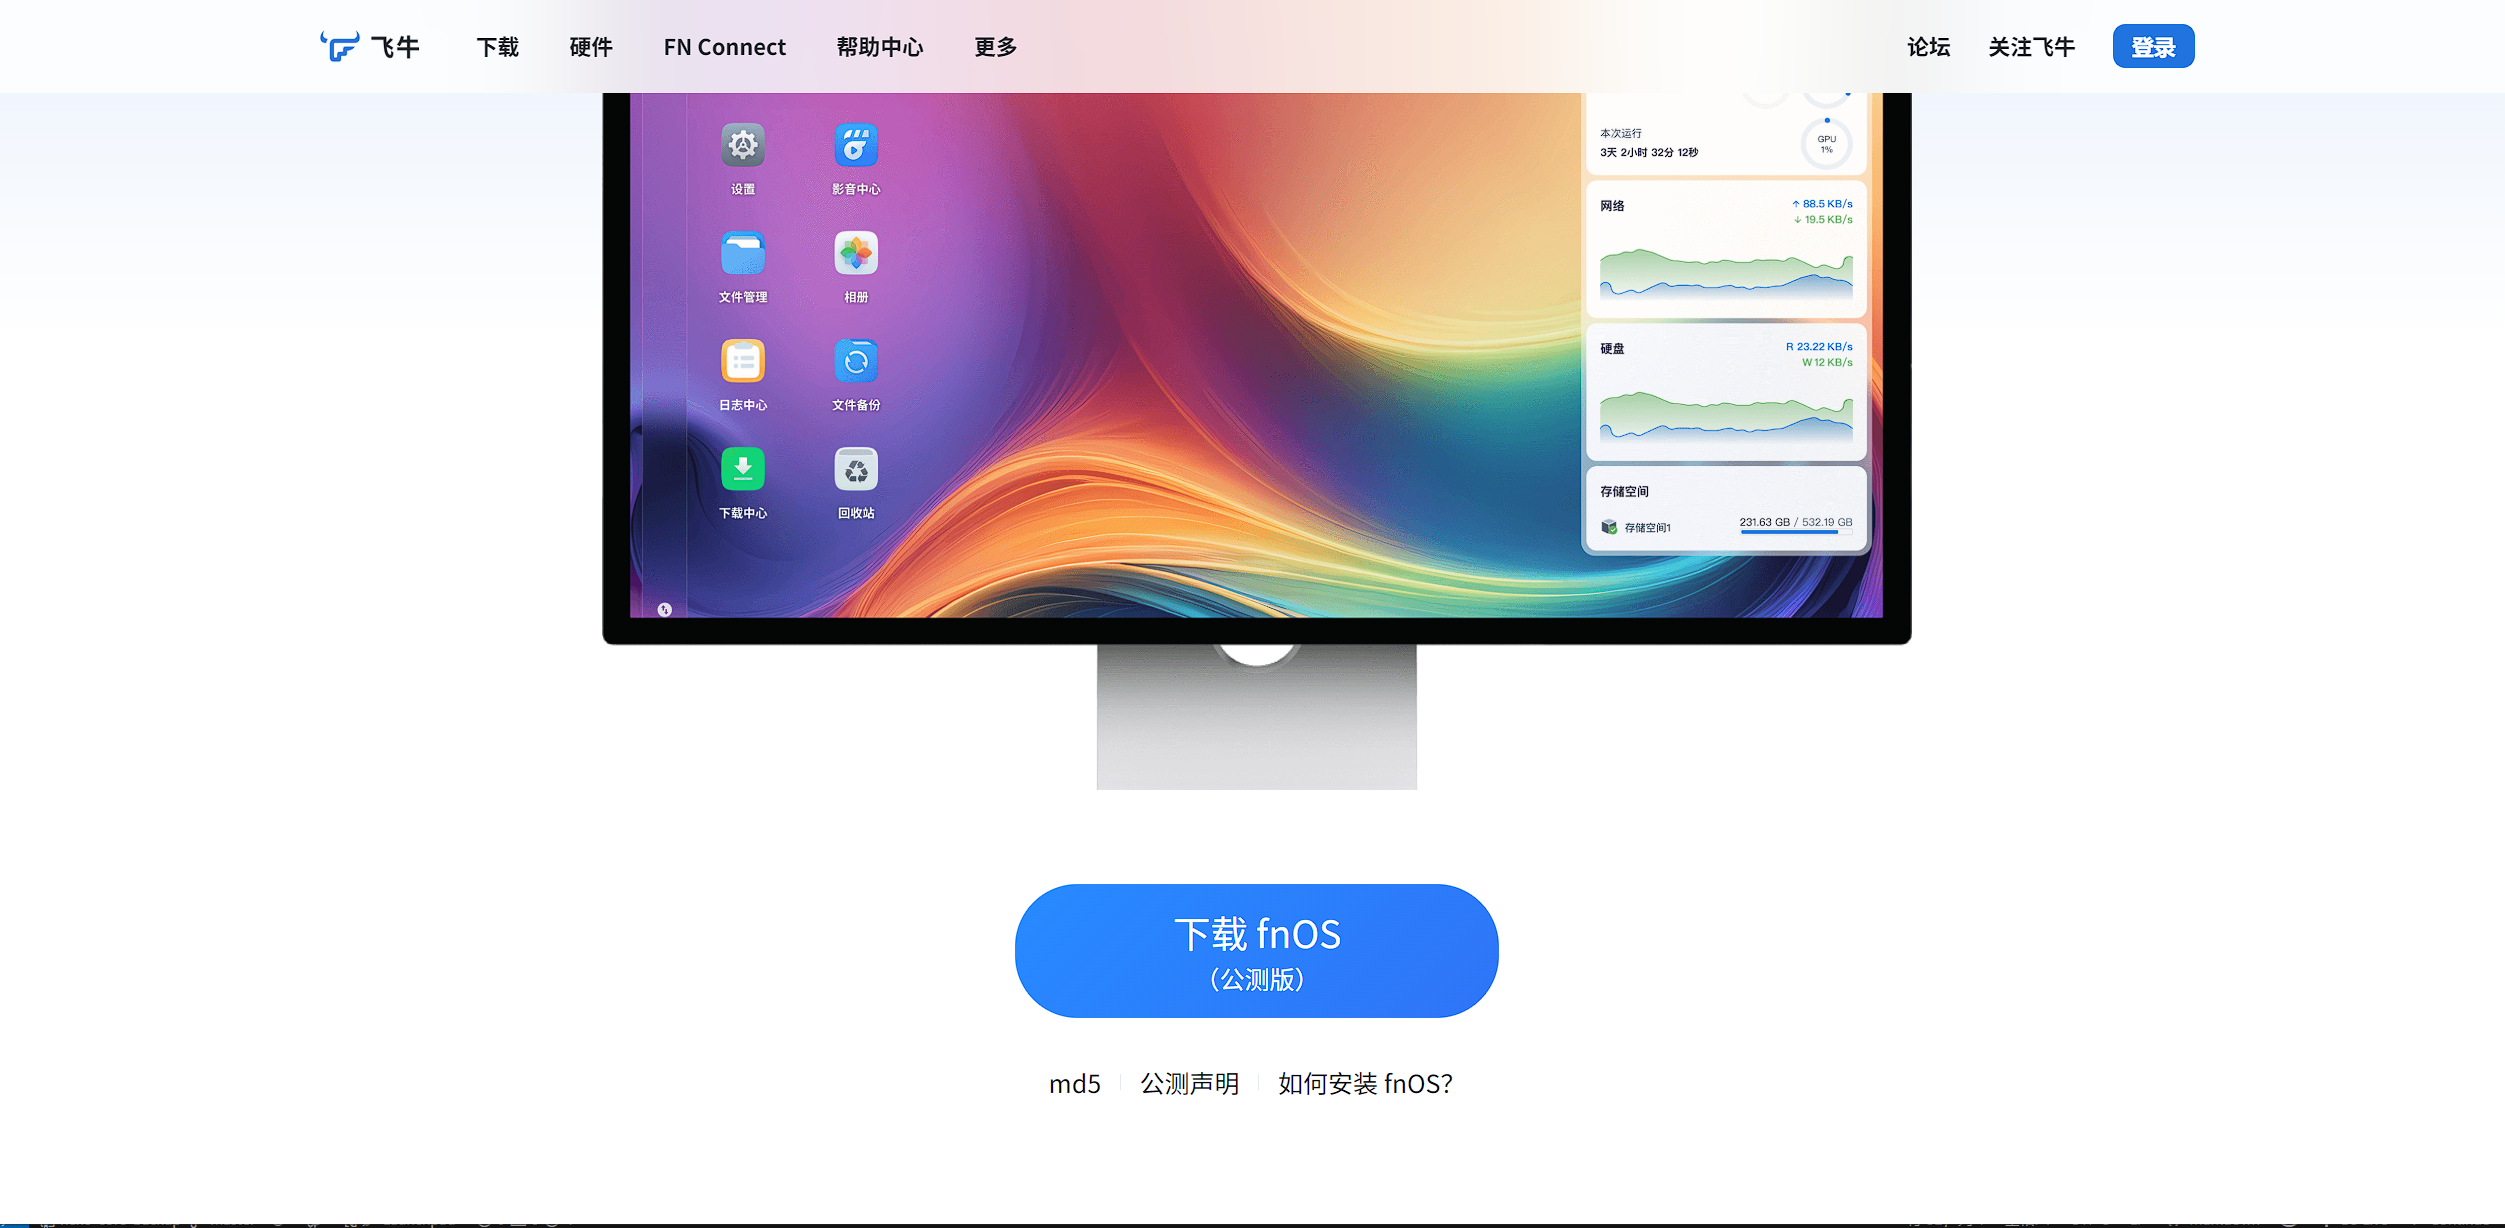 飞牛 下载 硬件 FN Connect 帮助中心 更多 论坛 关注飞牛 登录
设置 影音中心
文件管理 相册
日志中心 文件备份
下载中心 回收站
本次运行
3天 2小时 32分 12秒
GPU
1%
网络
↑ 88.5 KB/s
↓ 19.5 KB/s
硬盘
R 23.22 KB/s
W 12 KB/s
存储空间
存储空间1 231.63 GB / 532.19 GB
下载 fnOS
（公测版）
md5 公测声明 如何安装 fnOS？